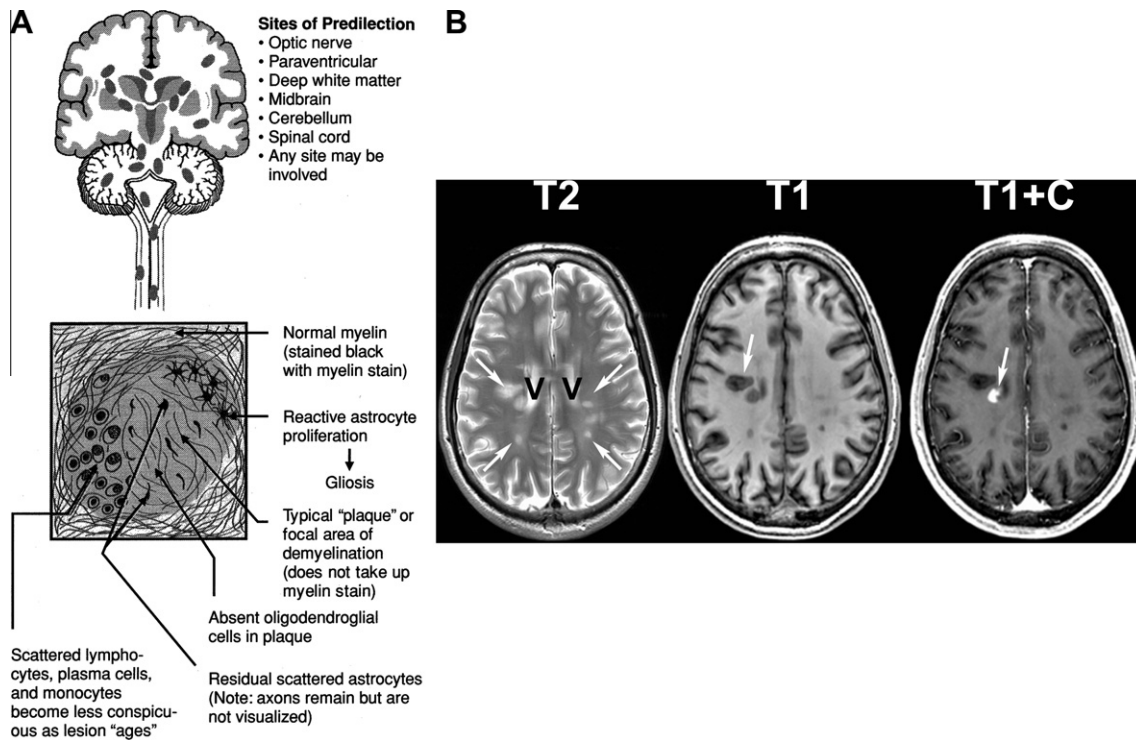 A
Sites of Predilection
• Optic nerve
• Paraventricular
• Deep white matter
• Midbrain
• Cerebellum
• Spinal cord
• Any site may be
involved
Normal myelin
(stained black
with myelin stain)
Reactive astrocyte
proliferation
Gliosis
Typical “plaque” or
focal area of
demyelination
(does not take up
myelin stain)
Absent oligodendroglial
cells in plaque
Residual scattered astrocytes
(Note: axons remain but are
not visualized)
Scattered lympho-
cytes, plasma cells,
and monocytes
become less conspicu-
ous as lesion “ages”
B
T2 T1 T1+C
V V